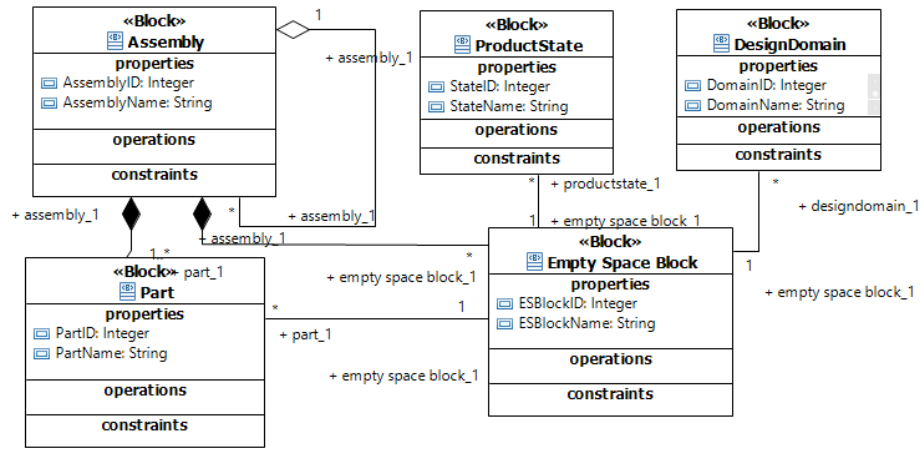 «Block»
Assembly
properties
AssemblyID: Integer
AssemblyName: String
operations
constraints
1
+ assembly_1
+ assembly_1
*
«Block»
ProductState
properties
StateID: Integer
StateName: String
operations
constraints
«Block»
DesignDomain
properties
DomainID: Integer
DomainName: String
operations
constraints
+ assembly_1
1..*
+ part_1
+ assembly_1
*
+ empty space block_1
*
+ productstate_1
1
+ empty space block_1
*
+ designdomain_1
1
+ empty space block_1
«Block»
Part
properties
PartID: Integer
PartName: String
operations
constraints
*
+ part_1
1
+ empty space block_1
«Block»
Empty Space Block
properties
ESBlockID: Integer
ESBlockName: String
operations
constraints